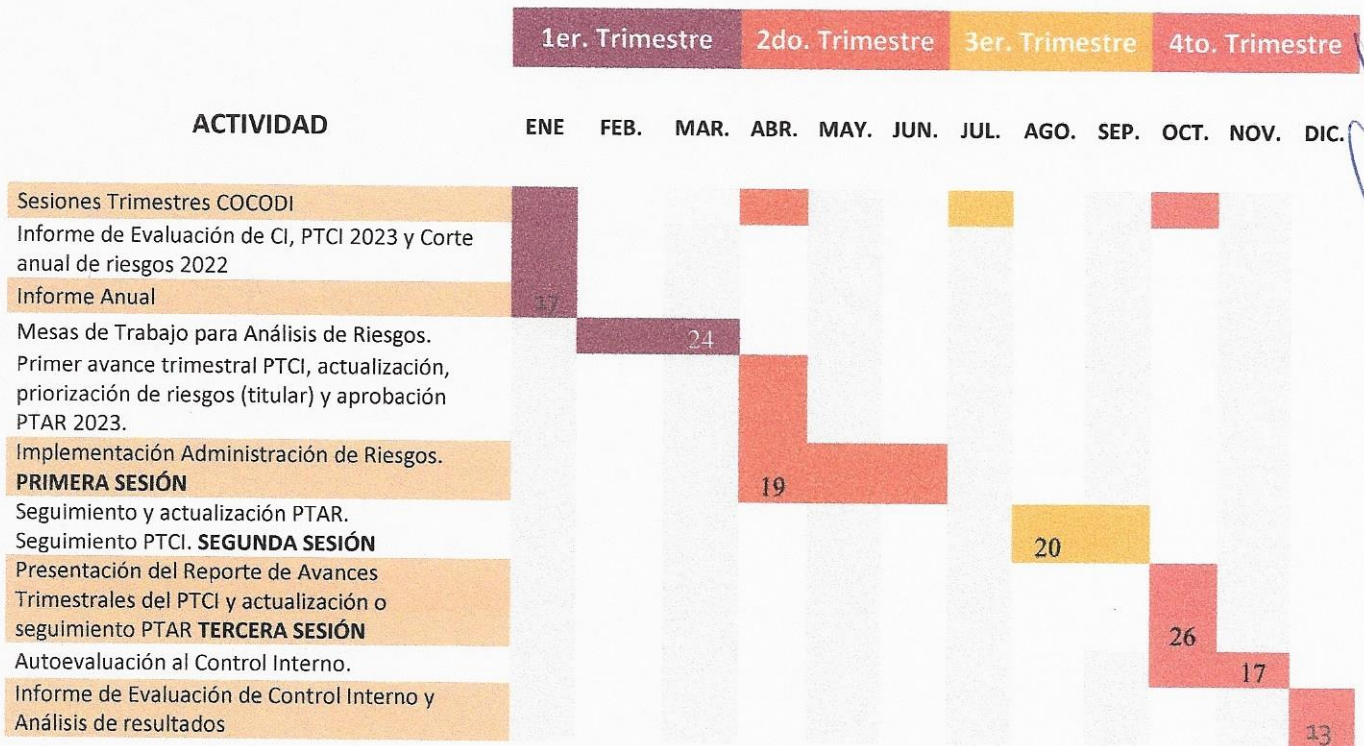 1er. Trimestre 2do. Trimestre 3er. Trimestre 4to. Trimestre
ACTIVIDAD ENE FEB. MAR. ABR. MAY. JUN. JUL. AGO. SEP. OCT. NOV. DIC.
Sesiones Trimestres COCODI
Informe de Evaluación de CI, PTCI 2023 y Corte
anual de riesgos 2022
Informe Anual 17
Mesas de Trabajo para Análisis de Riesgos. 24
Primer avance trimestral PTCI, actualización,
priorización de riesgos (titular) y aprobación
PTAR 2023.
Implementación Administración de Riesgos.
PRIMERA SESIÓN 19
Seguimiento y actualización PTAR.
Seguimiento PTCI. SEGUNDA SESIÓN 20
Presentación del Reporte de Avances
Trimestrales del PTCI y actualización o
seguimiento PTAR TERCERA SESIÓN 26
Autoevaluación al Control Interno. 17
Informe de Evaluación de Control Interno y
Análisis de resultados 13